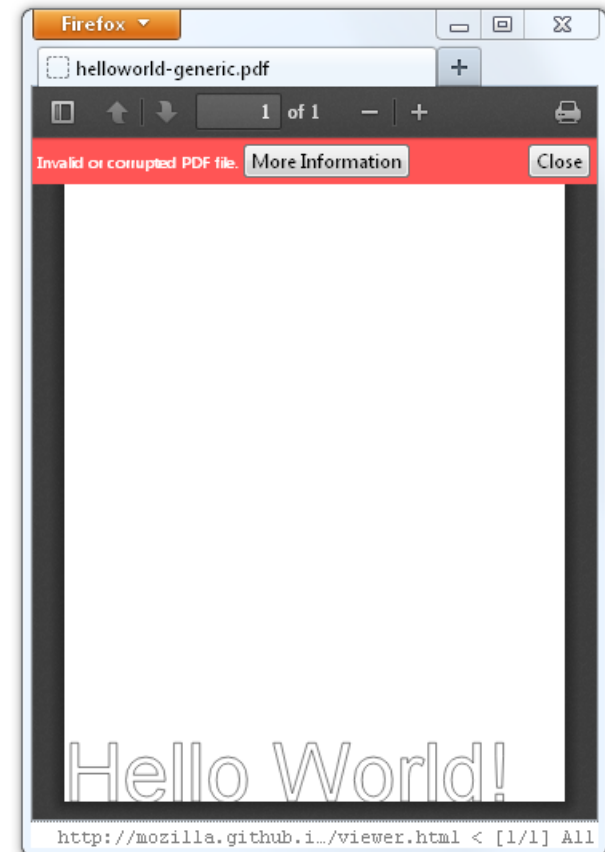 Firefox
helloworld-generic.pdf
1 of 1
Invalid or corrupted PDF file. More Information Close
Hello World!
http://mozilla.github.i…/viewer.html < [1/1] All